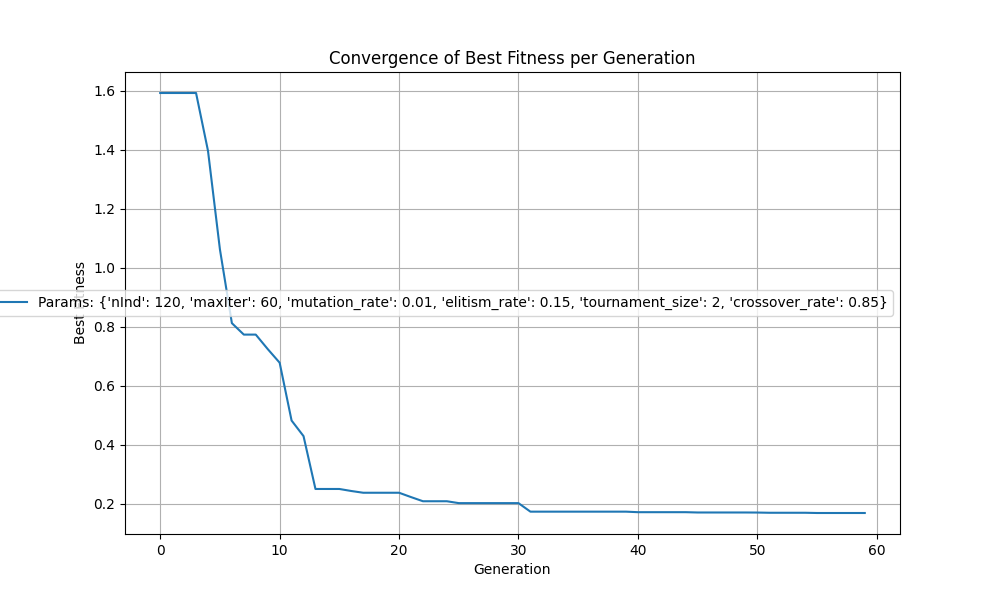 Convergence of Best Fitness per Generation
1.6
1.4
1.2
1.0
Params: {'nInd': 120, 'maxIter': 60, 'mutation_rate': 0.01, 'elitism_rate': 0.15, 'tournament_size': 2, 'crossover_rate': 0.85}
Best Fitness
0.8
0.6
0.4
0.2
0 10 20 30 40 50 60
Generation